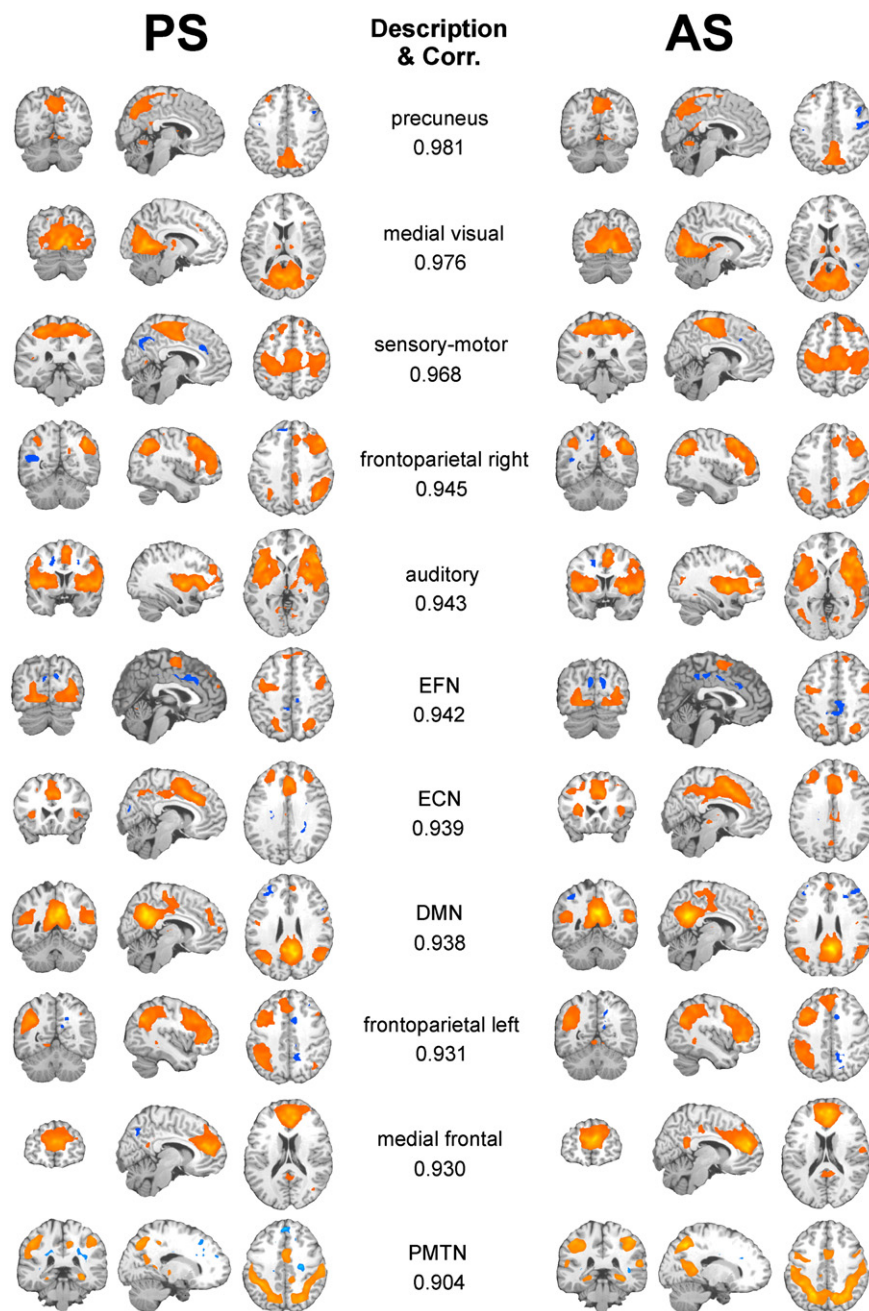 PS
Description
& Corr.
AS
precuneus
0.981
medial visual
0.976
sensory-motor
0.968
frontoparietal right
0.945
auditory
0.943
EFN
0.942
ECN
0.939
DMN
0.938
frontoparietal left
0.931
medial frontal
0.930
PMTN
0.904